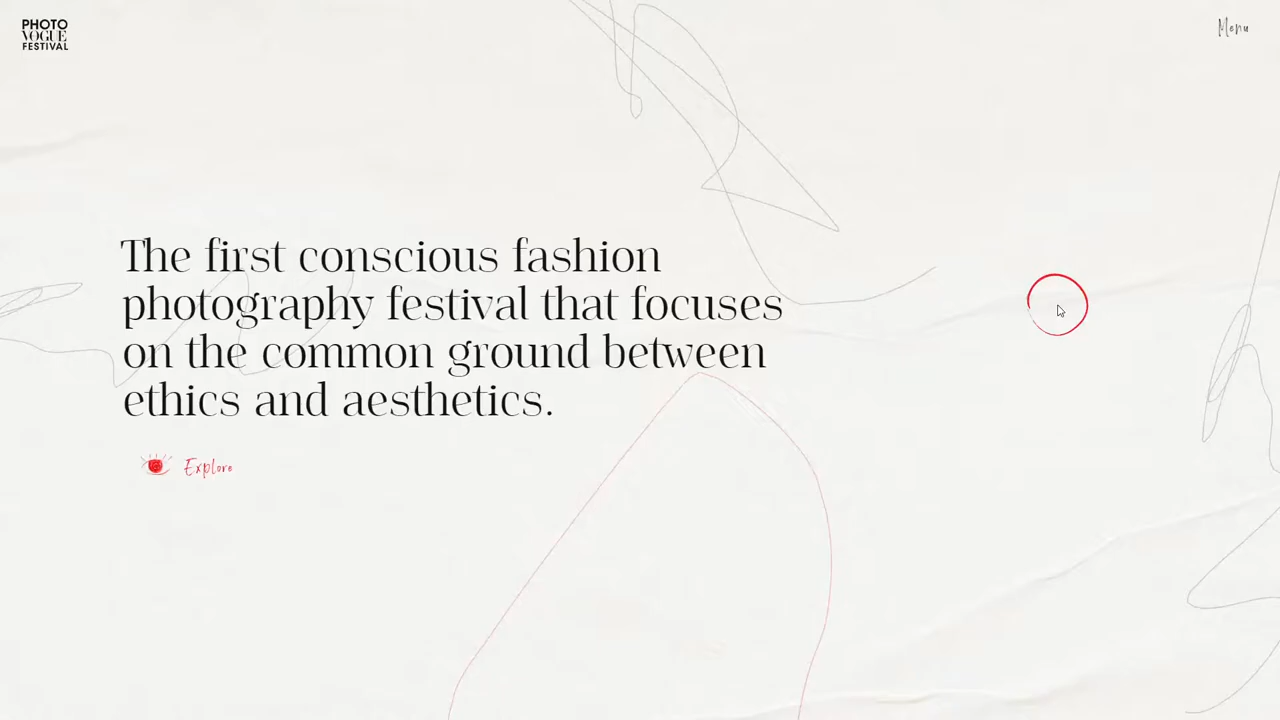 PHOTO
VOGUE
FESTIVAL
Menu
The first conscious fashion
photography festival that focuses
on the common ground between
ethics and aesthetics.
Explore